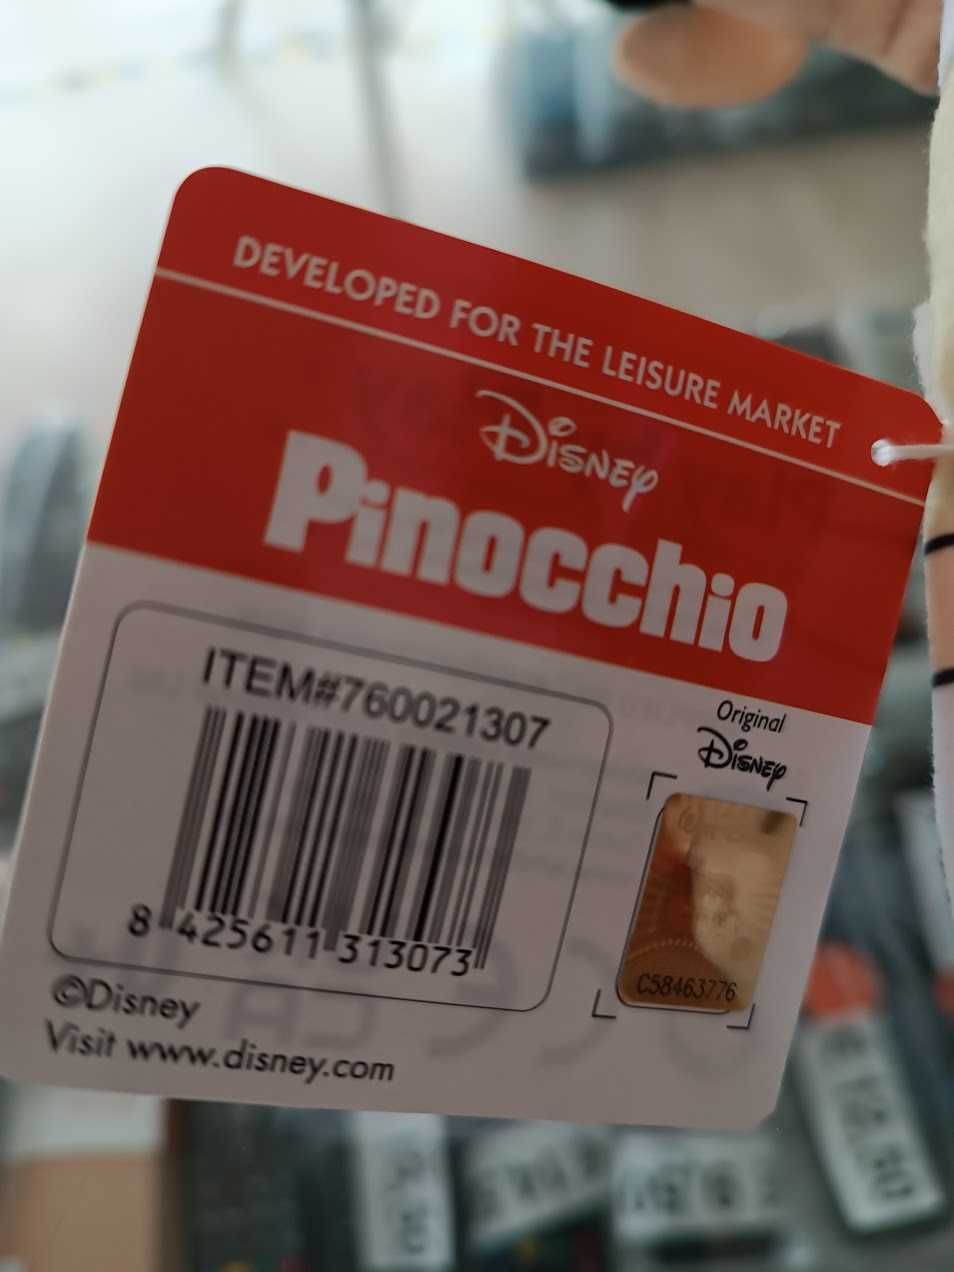 DEVELOPED FOR THE LEISURE MARKET
Disney
Pinocchio
ITEM#760021307
8 425611 313073
Original
Disney
C58463776
©Disney
Visit www.disney.com